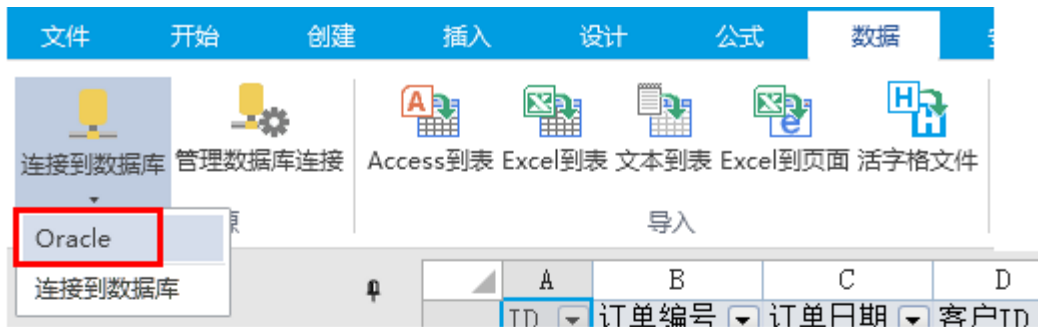 文件 开始 创建 插入 设计 公式 数据
连接到数据库 管理数据库连接 Access到表 Excel到表 文本到表 Excel到页面 活字格文件
导入
Oracle
连接到数据库
A B C D
ID 订单编号 订单日期 客户ID